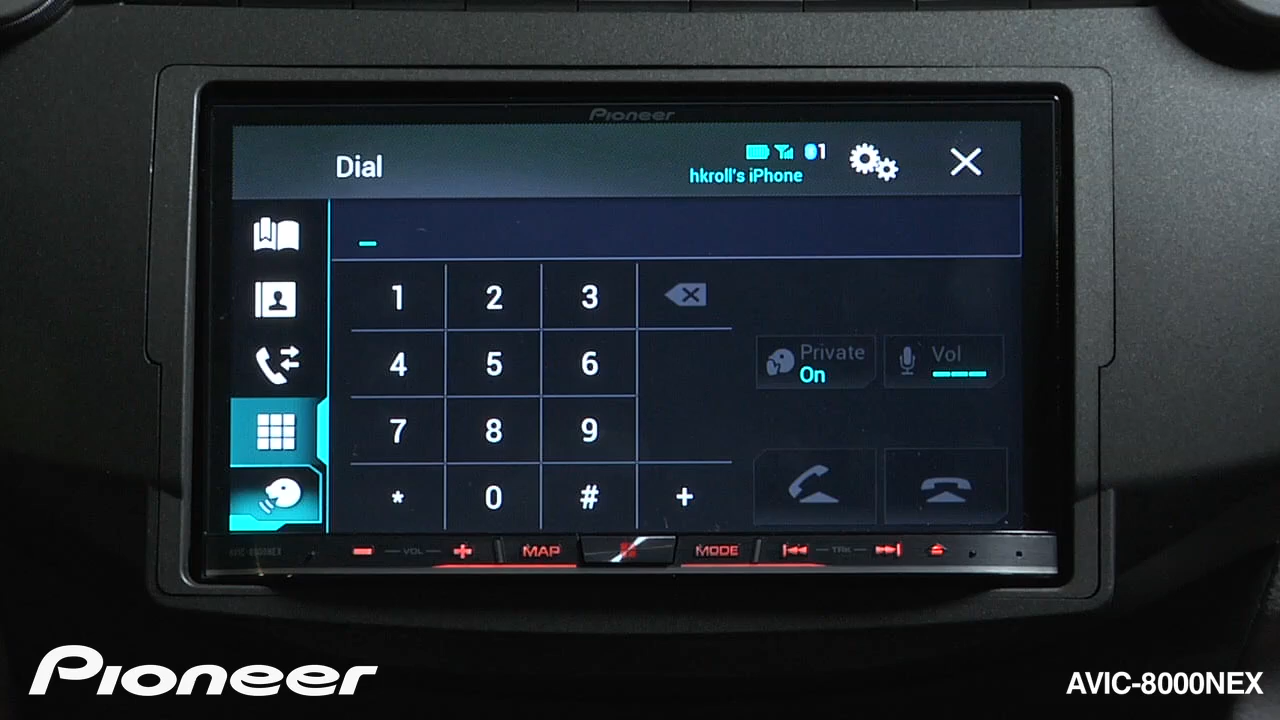 Pioneer
Dial
1
hkroll's iPhone
1 2 3
4 5 6
Private
On
Vol
7 8 9
* 0 # +
AVIC-8000NEX
VOL
MAP
MODE
TRK
Pioneer
AVIC-8000NEX